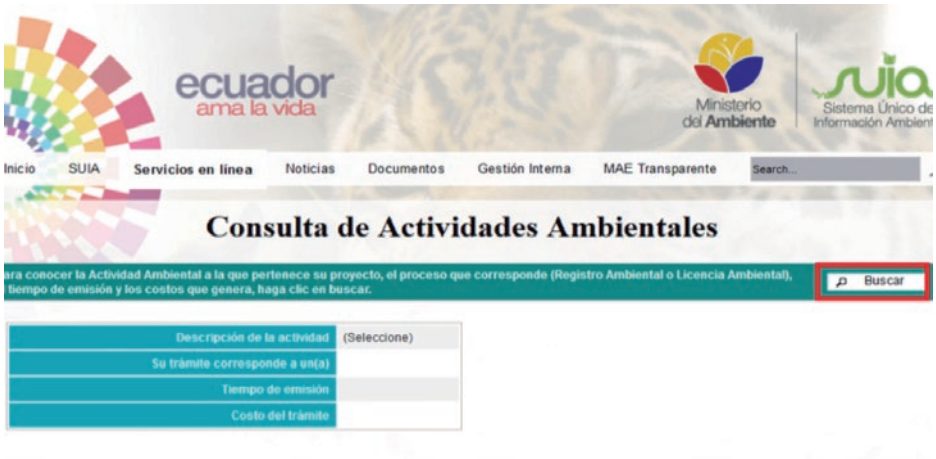 ecuador
ama la vida
Ministerio
del Ambiente
suia
Sistema Único de
Información Ambient
Inicio SUIA Servicios en línea Noticias Documentos Gestión Interna MAE Transparente Search...
Consulta de Actividades Ambientales
ara conocer la Actividad Ambiental a la que pertenece su proyecto, el proceso que corresponde (Registro Ambiental o Licencia Ambiental),
tiempo de emisión y los costos que genera, haga clic en buscar.
Buscar
Descripción de la actividad (Seleccione)
Su trámite corresponde a un(a)
Tiempo de emisión
Costo del trámite